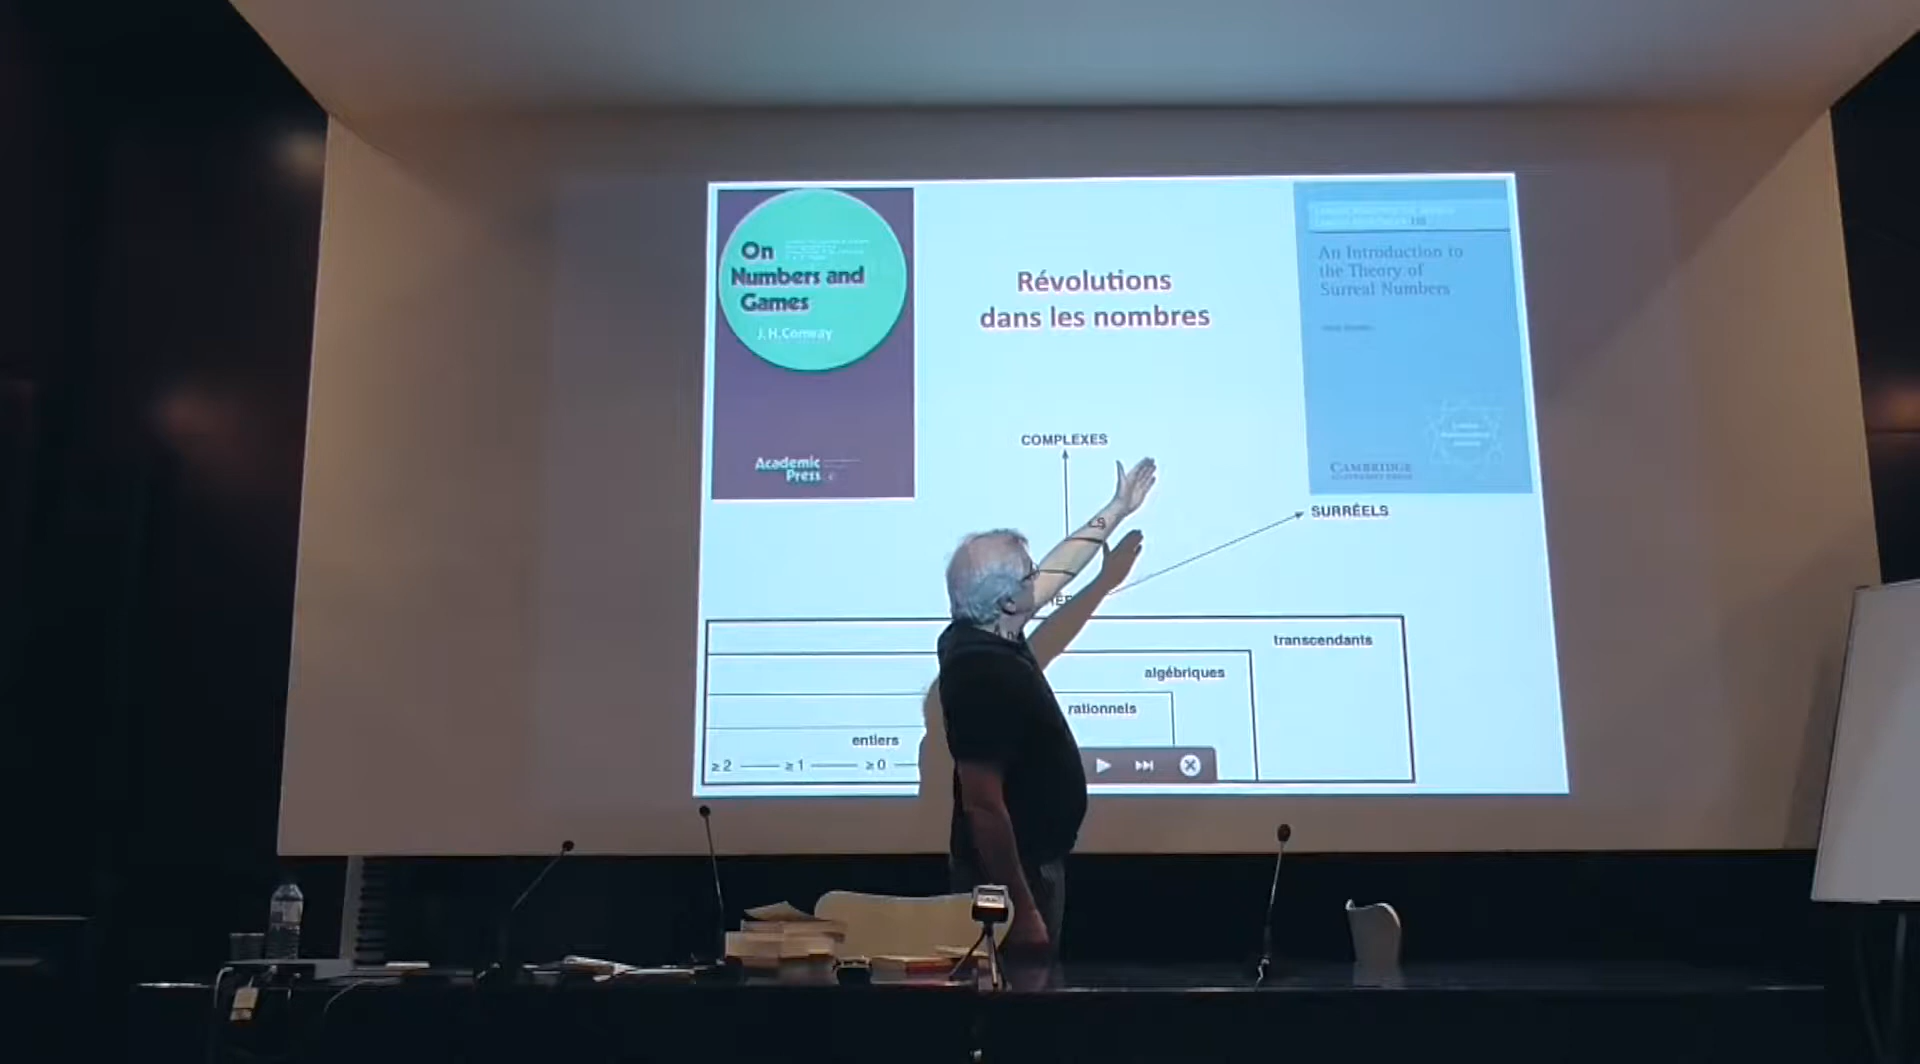 On
Numbers and
Games
J.H.Conway
Academic
Press
Révolutions
dans les nombres
An Introduction to
the Theory of
Surreal Numbers
CAMBRIDGE
COMPLEXES
SURRÉELS
transcendants
algébriques
rationnels
entiers
≥2 ≥1 ≥0